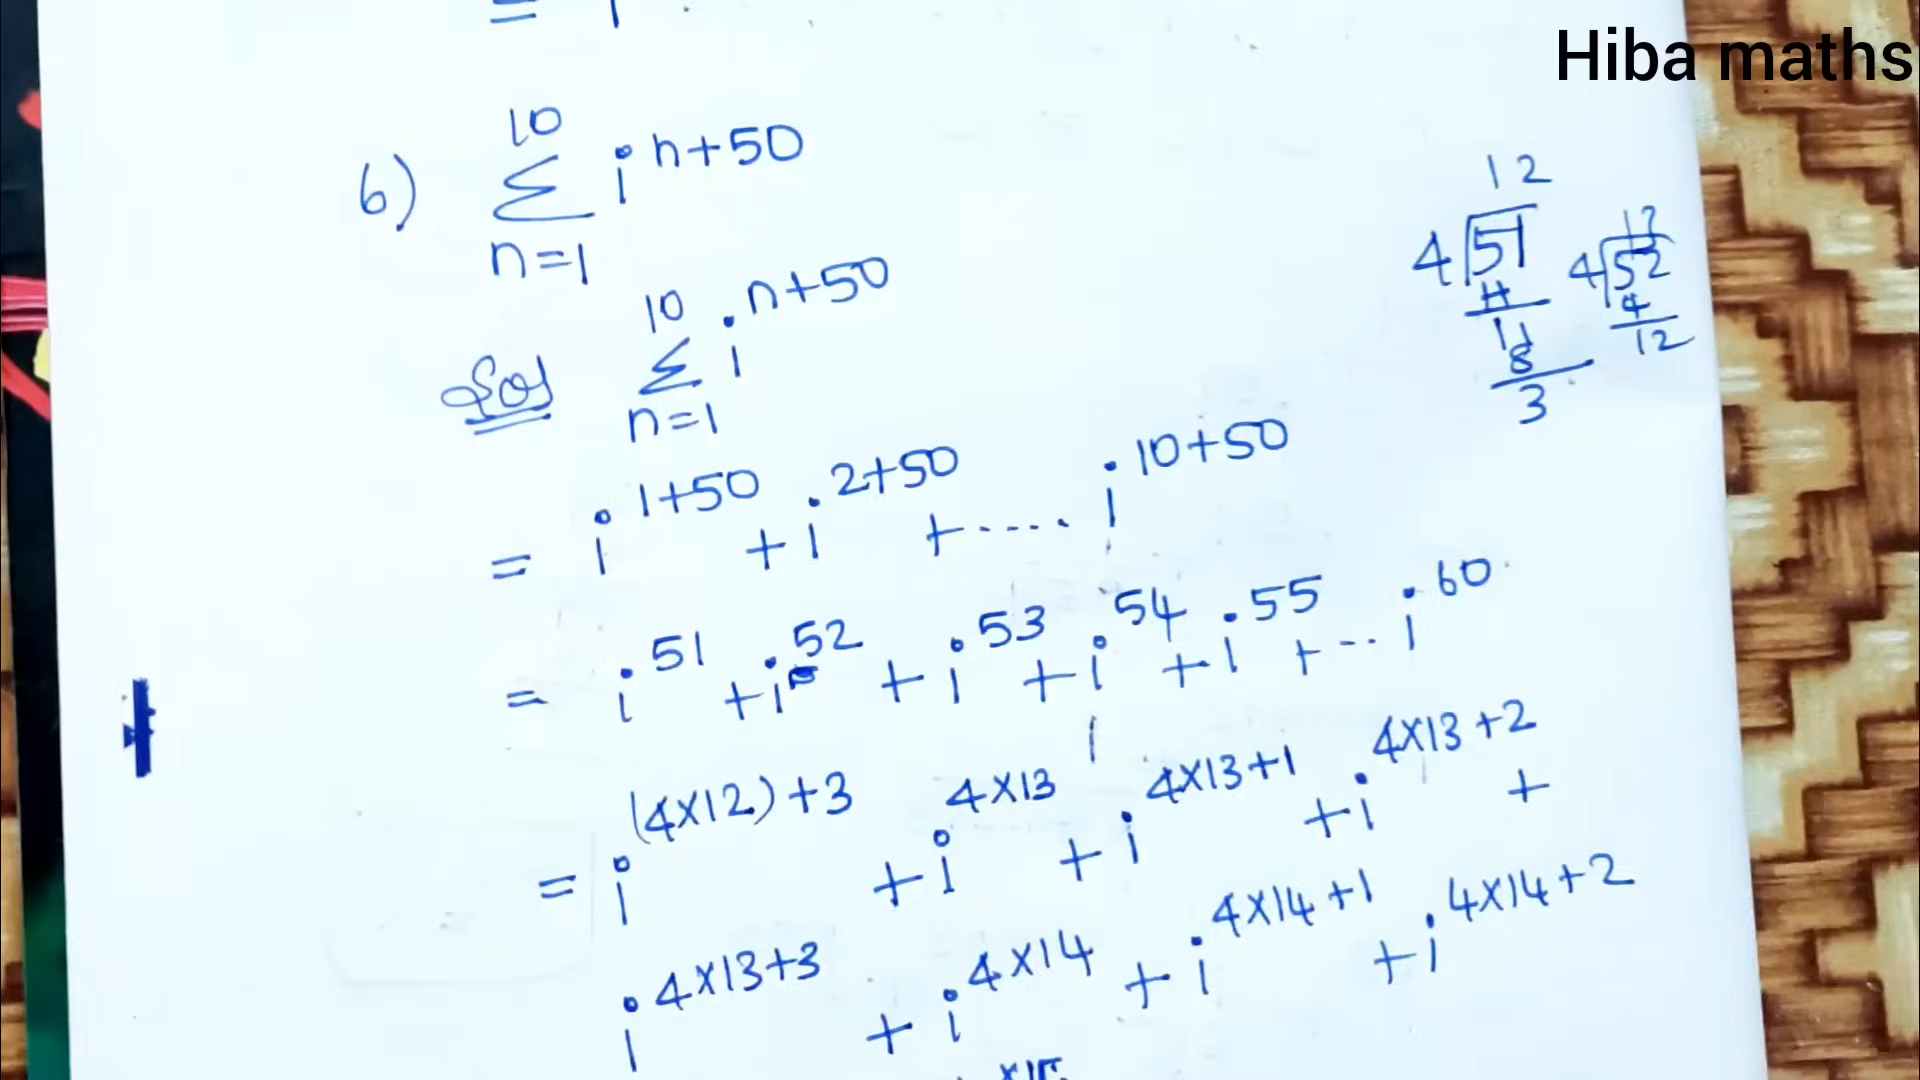 Hiba maths
6) 10 Σ n=1 i^n+50
Sol 10 Σ n=1 i^n+50
= i^1+50 + i^2+50 + .... i^10+50
= i^51 + i^52 + i^53 + i^54 + i^55 + ... i^60
= i^(4×12)+3 + i^4×13 + i^4×13+1 + i^4×13+2 +
i^4×13+3 + i^4×14 + i^4×14+1 + i^4×14+2
12
4 51
4
11
8
3
13
4 52
4
12